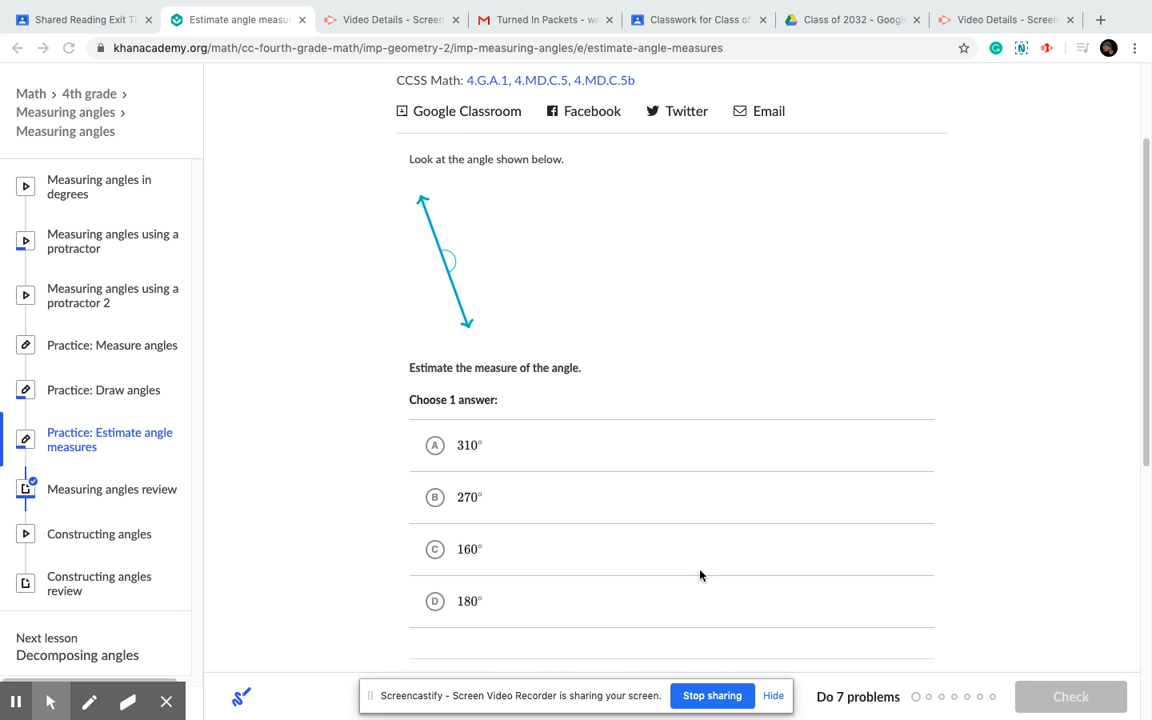 Shared Reading Exit Ti
Estimate angle measur
Video Details - Screen
Turned In Packets - we
Classwork for Class of
Class of 2032 - Google
Video Details - Screen
khanacademy.org/math/cc-fourth-grade-math/imp-geometry-2/imp-measuring-angles/e/estimate-angle-measures
Math > 4th grade >
Measuring angles >
Measuring angles
Measuring angles in
degrees
Measuring angles using a
protractor
Measuring angles using a
protractor 2
Practice: Measure angles
Practice: Draw angles
Practice: Estimate angle
measures
Measuring angles review
Constructing angles
Constructing angles
review
Next lesson
Decomposing angles
CCSS Math: 4.G.A.1, 4.MD.C.5, 4.MD.C.5b
Google Classroom Facebook Twitter Email
Look at the angle shown below.
Estimate the measure of the angle.
Choose 1 answer:
A 310°
B 270°
C 160°
D 180°
Screencastify - Screen Video Recorder is sharing your screen. Stop sharing Hide
Do 7 problems
Check